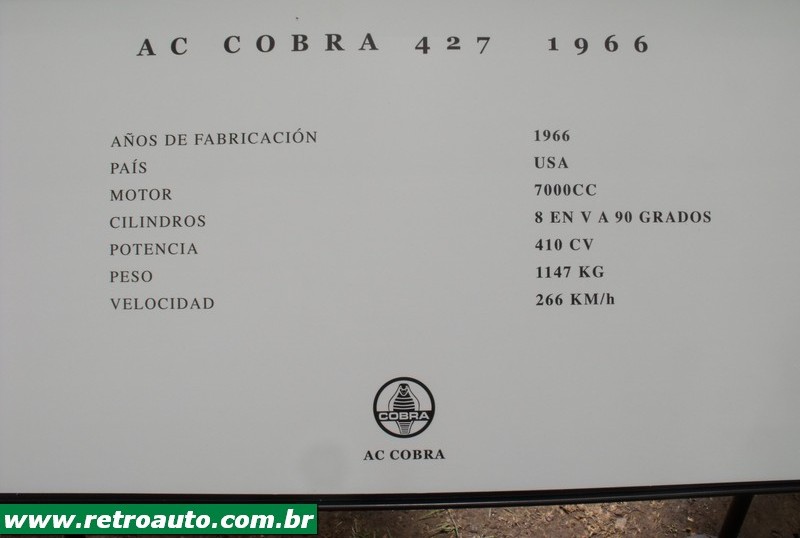 AC COBRA 427 1966
AÑOS DE FABRICACIÓN 1966
PAÍS USA
MOTOR 7000CC
CILINDROS 8 EN V A 90 GRADOS
POTENCIA 410 CV
PESO 1147 KG
VELOCIDAD 266 KM/h
COBRA
AC COBRA
www.retroauto.com.br